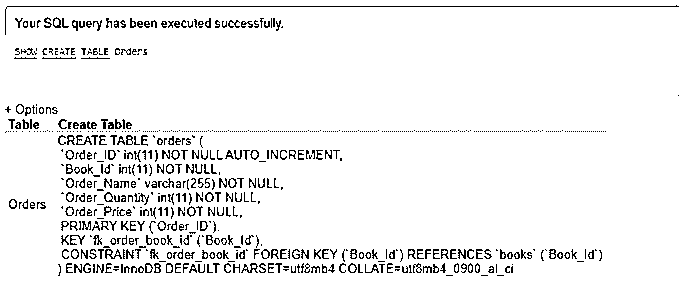 Your SQL query has been executed successfully.
SHOW CREATE TABLE Orders
+ Options
Table Create Table
CREATE TABLE `orders` (
`Order_ID` int(11) NOT NULL AUTO_INCREMENT,
`Book_Id` int(11) NOT NULL,
`Order_Name` varchar(255) NOT NULL,
`Order_Quantity` int(11) NOT NULL,
Orders
`Order_Price` int(11) NOT NULL,
PRIMARY KEY (`Order_ID`),
KEY `fk_order_book_id` (`Book_Id`),
CONSTRAINT `fk_order_book_id` FOREIGN KEY (`Book_Id`) REFERENCES `books` (`Book_Id`)
) ENGINE=InnoDB DEFAULT CHARSET=utf8mb4 COLLATE=utf8mb4_0900_ai_ci